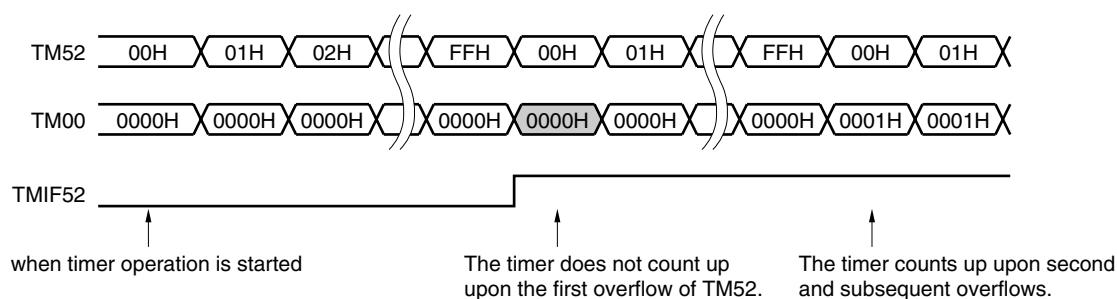 TM52 00H 01H 02H FFH 00H 01H FFH 00H 01H
TM00 0000H 0000H 0000H 0000H 0000H 0000H 0000H 0001H 0001H
TMIF52
when timer operation is started
The timer does not count up
upon the first overflow of TM52.
The timer counts up upon second
and subsequent overflows.